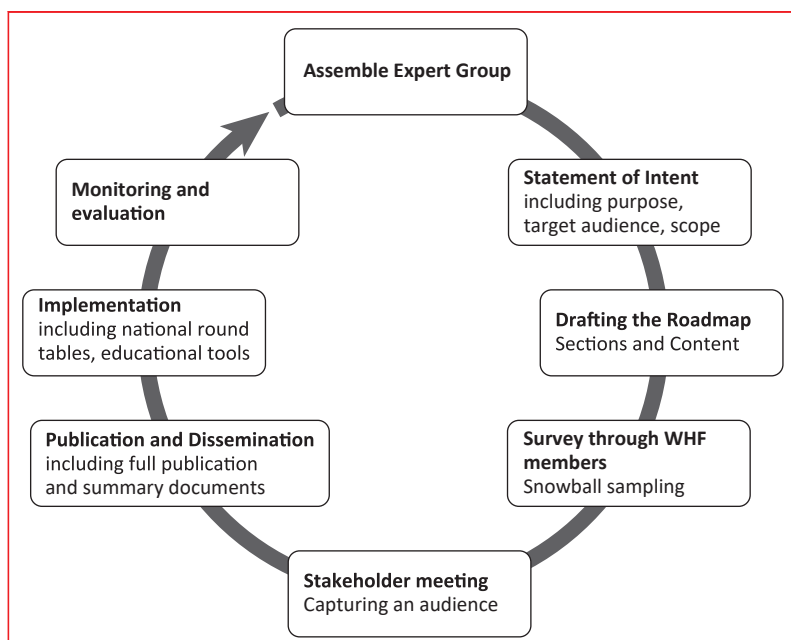 Assemble Expert Group
Statement of Intent
including purpose,
target audience, scope
Drafting the Roadmap
Sections and Content
Survey through WHF
members
Snowball sampling
Stakeholder meeting
Capturing an audience
Publication and Dissemination
including full publication
and summary documents
Implementation
including national round
tables, educational tools
Monitoring and
evaluation